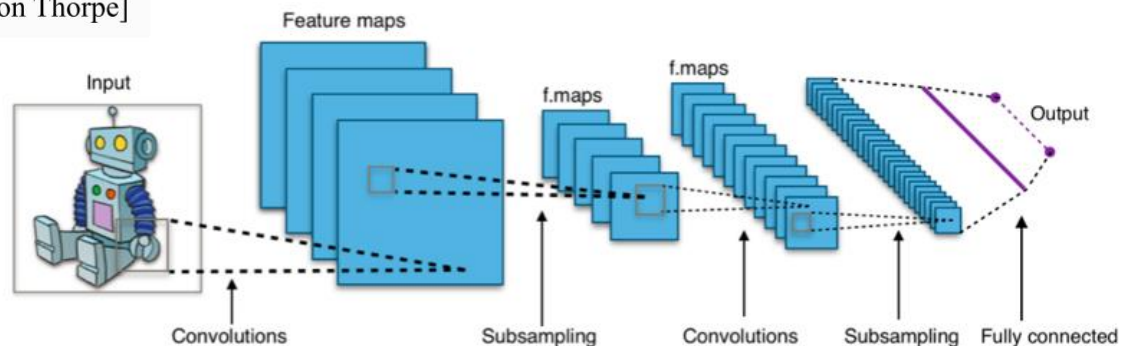 on Thorpe]
Feature maps
Input
f.maps
f.maps
Output
Convolutions
Subsampling
Convolutions
Subsampling
Fully connected